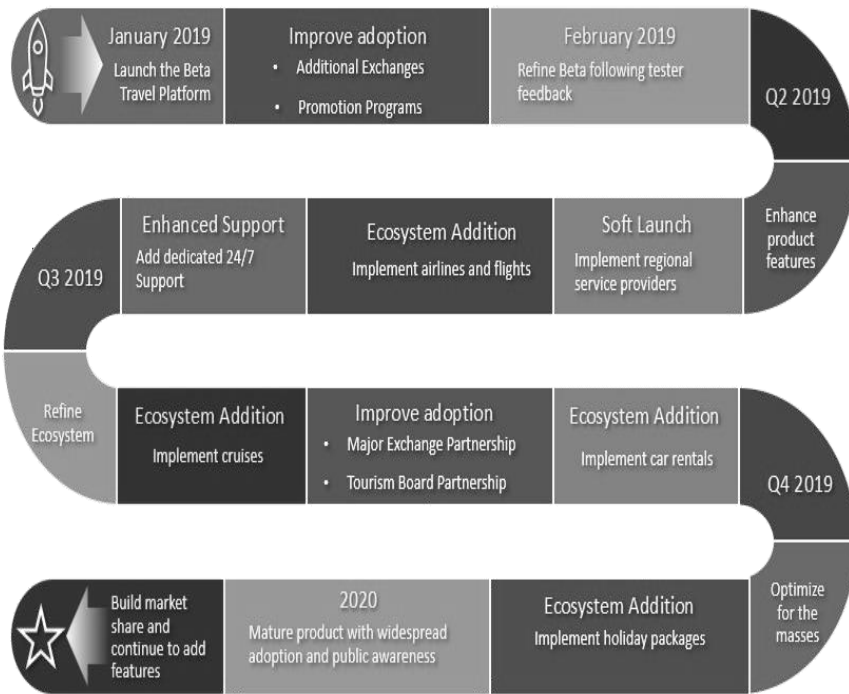 January 2019
Launch the Beta
Travel Platform
Improve adoption
• Additional Exchanges
• Promotion Programs
February 2019
Refine Beta following tester
feedback
Q2 2019
Enhance
product
features
Soft Launch
Implement regional
service providers
Ecosystem Addition
Implement airlines and flights
Enhanced Support
Add dedicated 24/7
Support
Q3 2019
Refine
Ecosystem
Ecosystem Addition
Implement cruises
Improve adoption
• Major Exchange Partnership
• Tourism Board Partnership
Ecosystem Addition
Implement car rentals
Q4 2019
Optimize
for the
masses
Ecosystem Addition
Implement holiday packages
2020
Mature product with widespread
adoption and public awareness
Build market
share and
continue to add
features